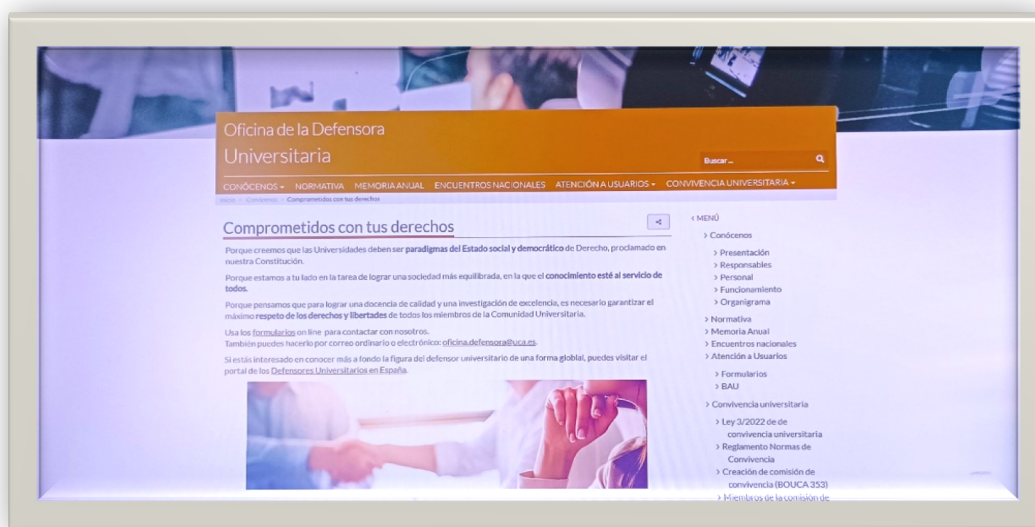 Oficina de la Defensora
Universitaria
Buscar ...
CONÓCENOS NORMATIVA MEMORIA ANUAL ENCUENTROS NACIONALES ATENCIÓN A USUARIOS CONVIVENCIA UNIVERSITARIA
Inicio Conócenos Comprometidos con tus derechos
Comprometidos con tus derechos
Porque creemos que las Universidades deben ser paradigmas del Estado social y democrático de Derecho, proclamado en
nuestra Constitución.
Porque estamos a tu lado en la tarea de lograr una sociedad más equilibrada, en la que el conocimiento esté al servicio de
todos.
Porque pensamos que para lograr una docencia de calidad y una investigación de excelencia, es necesario garantizar el
máximo respeto de los derechos y libertades de todos los miembros de la Comunidad Universitaria.
Usa los formularios on line para contactar con nosotros.
También puedes hacerlo por correo ordinario o electrónico: oficina.defensora@uca.es.
Si estás interesado en conocer más a fondo la figura del defensor universitario de una forma globlal, puedes visitar el
portal de los Defensores Universitarios en España.
< MENÚ
> Conócenos
> Presentación
> Responsables
> Personal
> Funcionamiento
> Organigrama
> Normativa
> Memoria Anual
> Encuentros nacionales
> Atención a Usuarios
> Formularios
> BAU
> Convivencia universitaria
> Ley 3/2022 de de
convivencia universitaria
> Reglamento Normas de
Convivencia
> Creación de comisión de
convivencia (BOUCA 353)
> Miembros de la comisión de